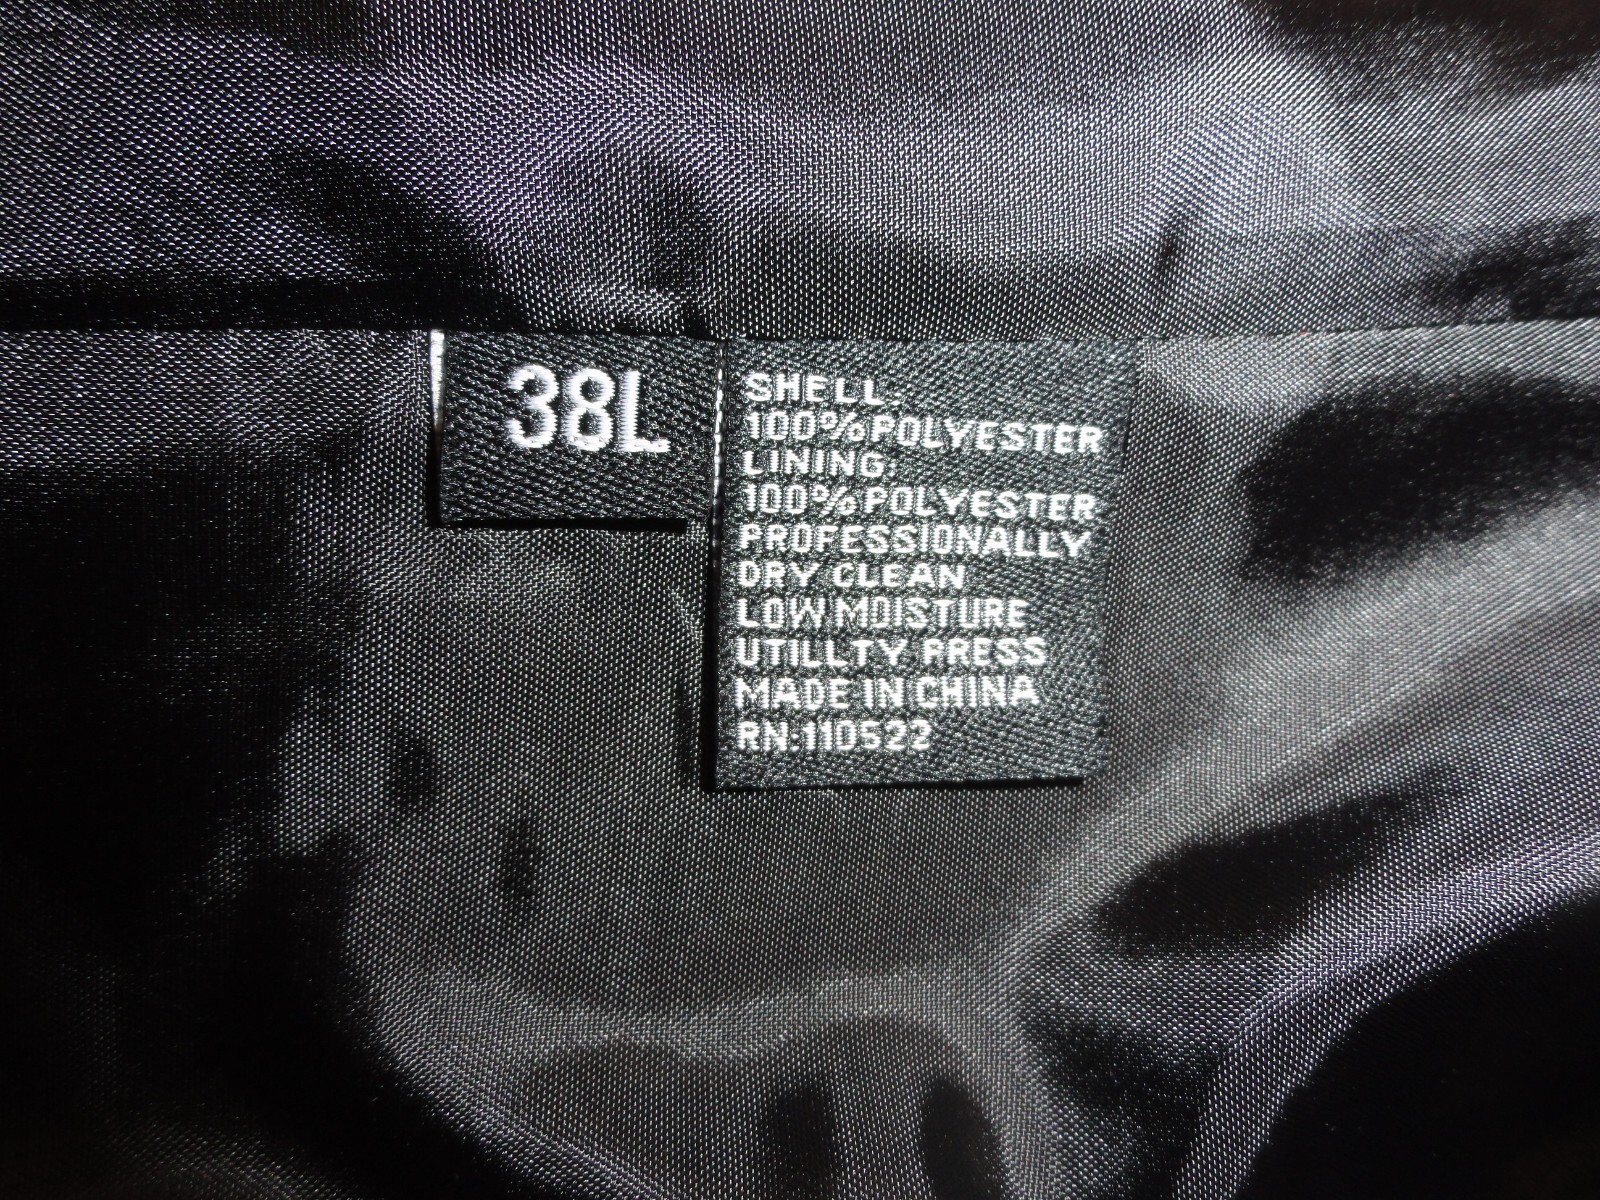 38L
SHELL:
100%POLYESTER
LINING:
100%POLYESTER
PROFESSIONALLY
DRY CLEAN
LOW MOISTURE
UTILLTY PRESS
MADE IN CHINA
RN:110522